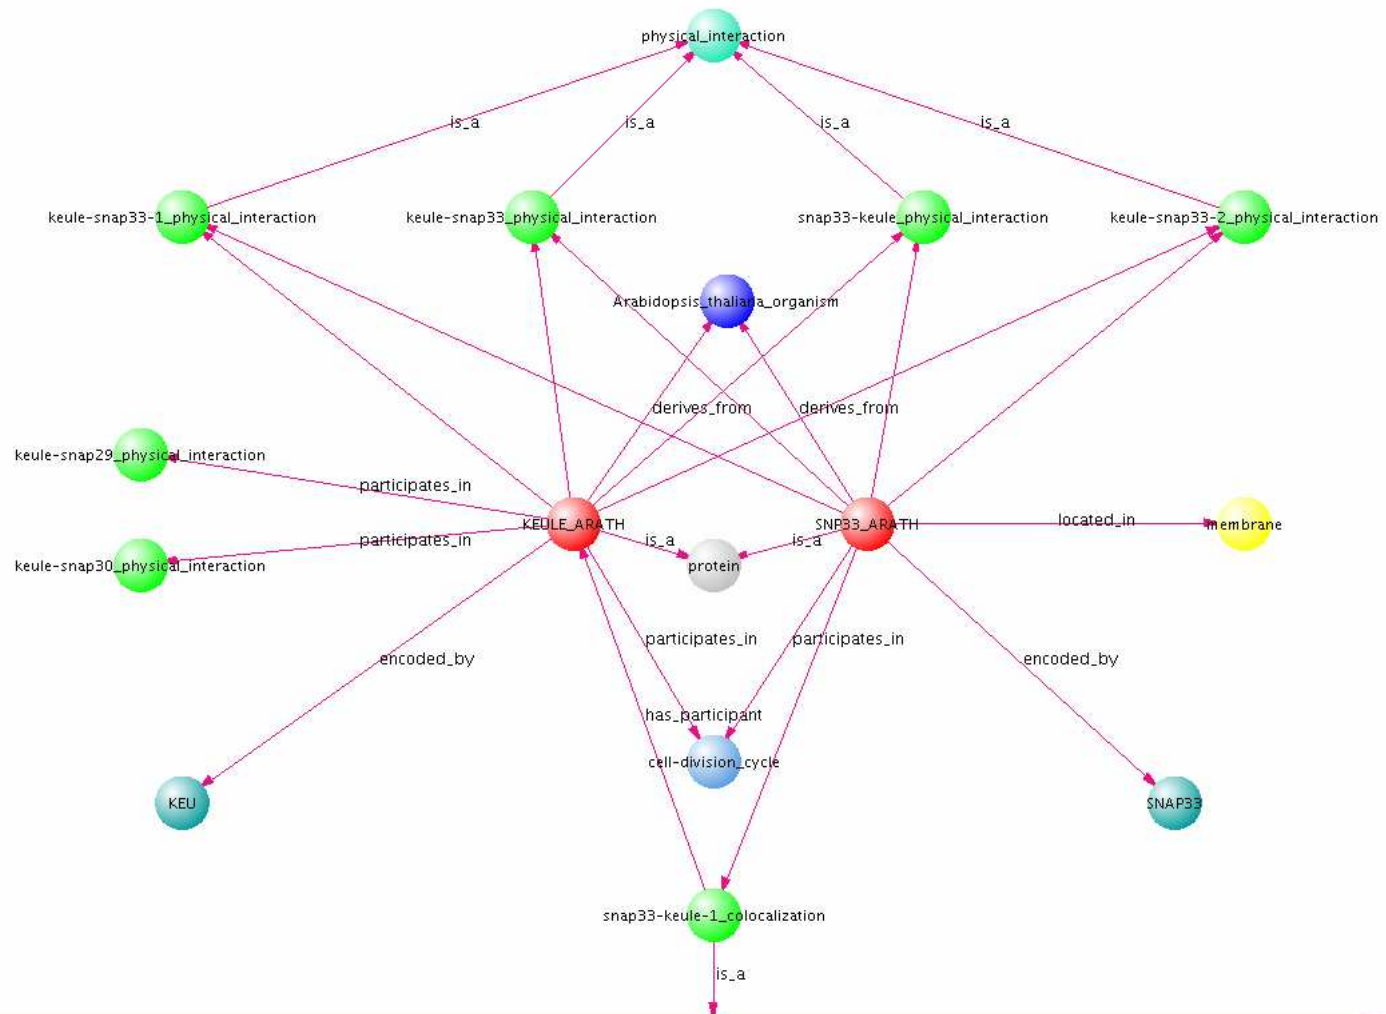 physical_interaction
is_a
is_a
is_a
is_a
keule-snap33-1_physical_interaction
keule-snap33_physical_interaction
snap33-keule_physical_interaction
keule-snap33-2_physical_interaction
Arabidopsis_thaliana_organism
derives_from
derives_from
keule-snap29_physical_interaction
participates_in
KEULE_ARATH
SNP33_ARATH
located_in
membrane
participates_in
is_a
is_a
keule-snap30_physical_interaction
protein
participates_in
participates_in
encoded_by
encoded_by
has_participant
cell-division_cycle
KEU
SNAP33
snap33-keule-1_colocalization
is_a